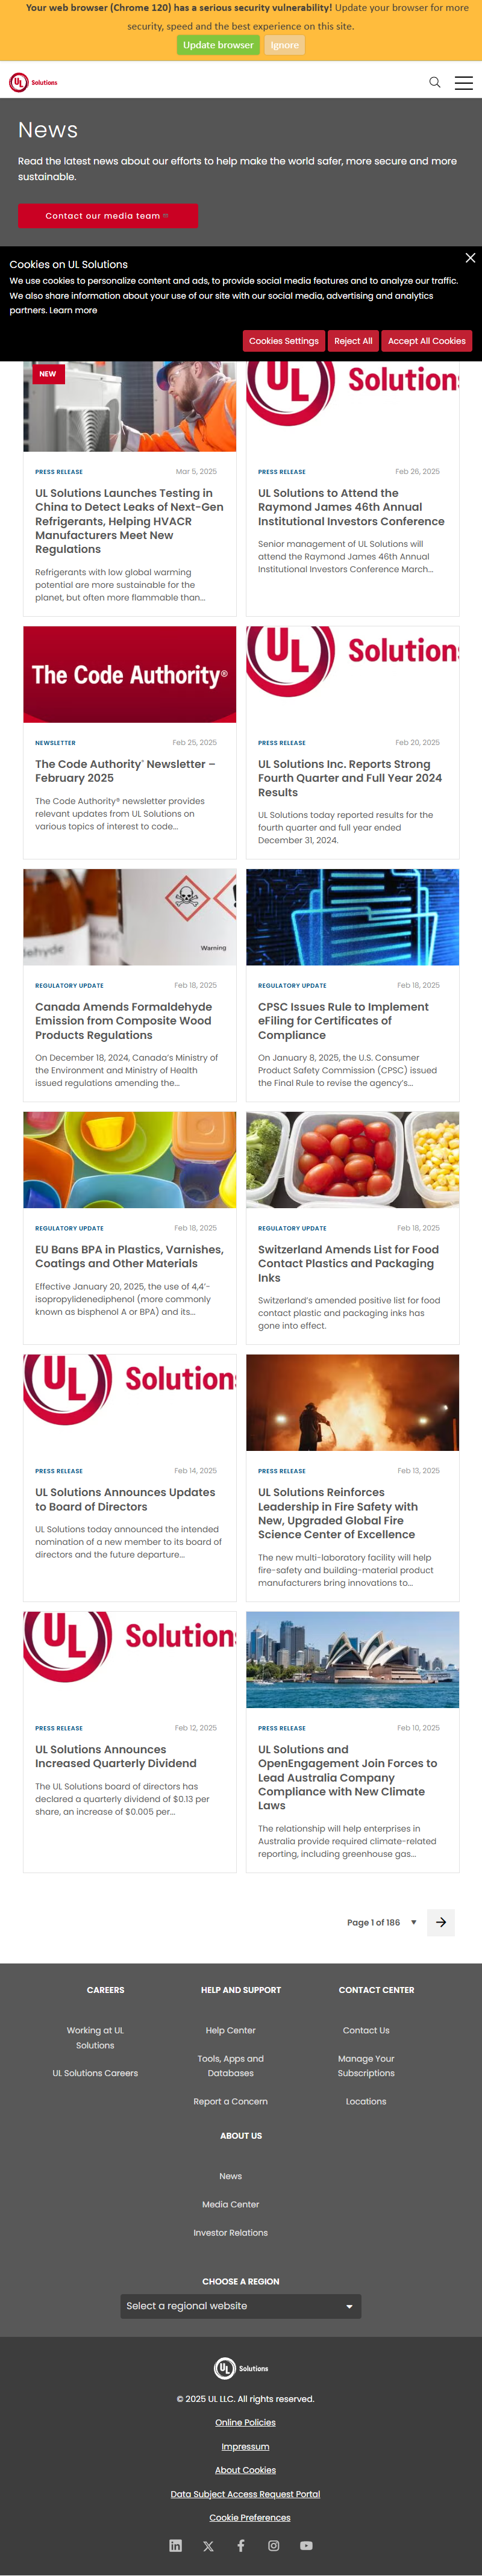 Your web browser (Chrome 120) has a serious security vulnerability! Update your browser for more
security, speed and the best experience on this site.
Update browser
Ignore
UL Solutions
News
Read the latest news about our efforts to help make the world safer, more secure and more
sustainable.
Contact our media team
Cookies on UL Solutions
We use cookies to personalize content and ads, to provide social media features and to analyze our traffic.
We also share information about your use of our site with our social media, advertising and analytics
partners. Learn more
Cookies Settings
Reject All
Accept All Cookies
NEW
PRESS RELEASE
Mar 5, 2025
UL Solutions Launches Testing in
China to Detect Leaks of Next-Gen
Refrigerants, Helping HVACR
Manufacturers Meet New
Regulations
Refrigerants with low global warming
potential are more sustainable for the
planet, but often more flammable than...
UL Solutions
PRESS RELEASE
Feb 26, 2025
UL Solutions to Attend the
Raymond James 46th Annual
Institutional Investors Conference
Senior management of UL Solutions will
attend the Raymond James 46th Annual
Institutional Investors Conference March...
The Code Authority®
NEWSLETTER
Feb 25, 2025
The Code Authority® Newsletter –
February 2025
The Code Authority® newsletter provides
relevant updates from UL Solutions on
various topics of interest to code...
UL Solutions
PRESS RELEASE
Feb 20, 2025
UL Solutions Inc. Reports Strong
Fourth Quarter and Full Year 2024
Results
UL Solutions today reported results for the
fourth quarter and full year ended
December 31, 2024.
dehyde
Warning
REGULATORY UPDATE
Feb 18, 2025
Canada Amends Formaldehyde
Emission from Composite Wood
Products Regulations
On December 18, 2024, Canada's Ministry of
the Environment and Ministry of Health
issued regulations amending the...
REGULATORY UPDATE
Feb 18, 2025
CPSC Issues Rule to Implement
eFiling for Certificates of
Compliance
On January 8, 2025, the U.S. Consumer
Product Safety Commission (CPSC) issued
the Final Rule to revise the agency's...
REGULATORY UPDATE
Feb 18, 2025
EU Bans BPA in Plastics, Varnishes,
Coatings and Other Materials
Effective January 20, 2025, the use of 4,4'-
isopropylidenediphenol (more commonly
known as bisphenol A or BPA) and its...
REGULATORY UPDATE
Feb 18, 2025
Switzerland Amends List for Food
Contact Plastics and Packaging
Inks
Switzerland's amended positive list for food
contact plastic and packaging inks has
gone into effect.
UL Solutions
PRESS RELEASE
Feb 14, 2025
UL Solutions Announces Updates
to Board of Directors
UL Solutions today announced the intended
nomination of a new member to its board of
directors and the future departure...
PRESS RELEASE
Feb 13, 2025
UL Solutions Reinforces
Leadership in Fire Safety with
New, Upgraded Global Fire
Science Center of Excellence
The new multi-laboratory facility will help
fire-safety and building-material product
manufacturers bring innovations to...
UL Solutions
PRESS RELEASE
Feb 12, 2025
UL Solutions Announces
Increased Quarterly Dividend
The UL Solutions board of directors has
declared a quarterly dividend of $0.13 per
share, an increase of $0.005 per...
PRESS RELEASE
Feb 10, 2025
UL Solutions and
OpenEngagement Join Forces to
Lead Australia Company
Compliance with New Climate
Laws
The relationship will help enterprises in
Australia provide required climate-related
reporting, including greenhouse gas...
Page 1 of 186
CAREERS
Working at UL
Solutions
UL Solutions Careers
HELP AND SUPPORT
Help Center
Tools, Apps and
Databases
Report a Concern
CONTACT CENTER
Contact Us
Manage Your
Subscriptions
Locations
ABOUT US
News
Media Center
Investor Relations
CHOOSE A REGION
Select a regional website
UL Solutions
© 2025 UL LLC. All rights reserved.
Online Policies
Impressum
About Cookies
Data Subject Access Request Portal
Cookie Preferences